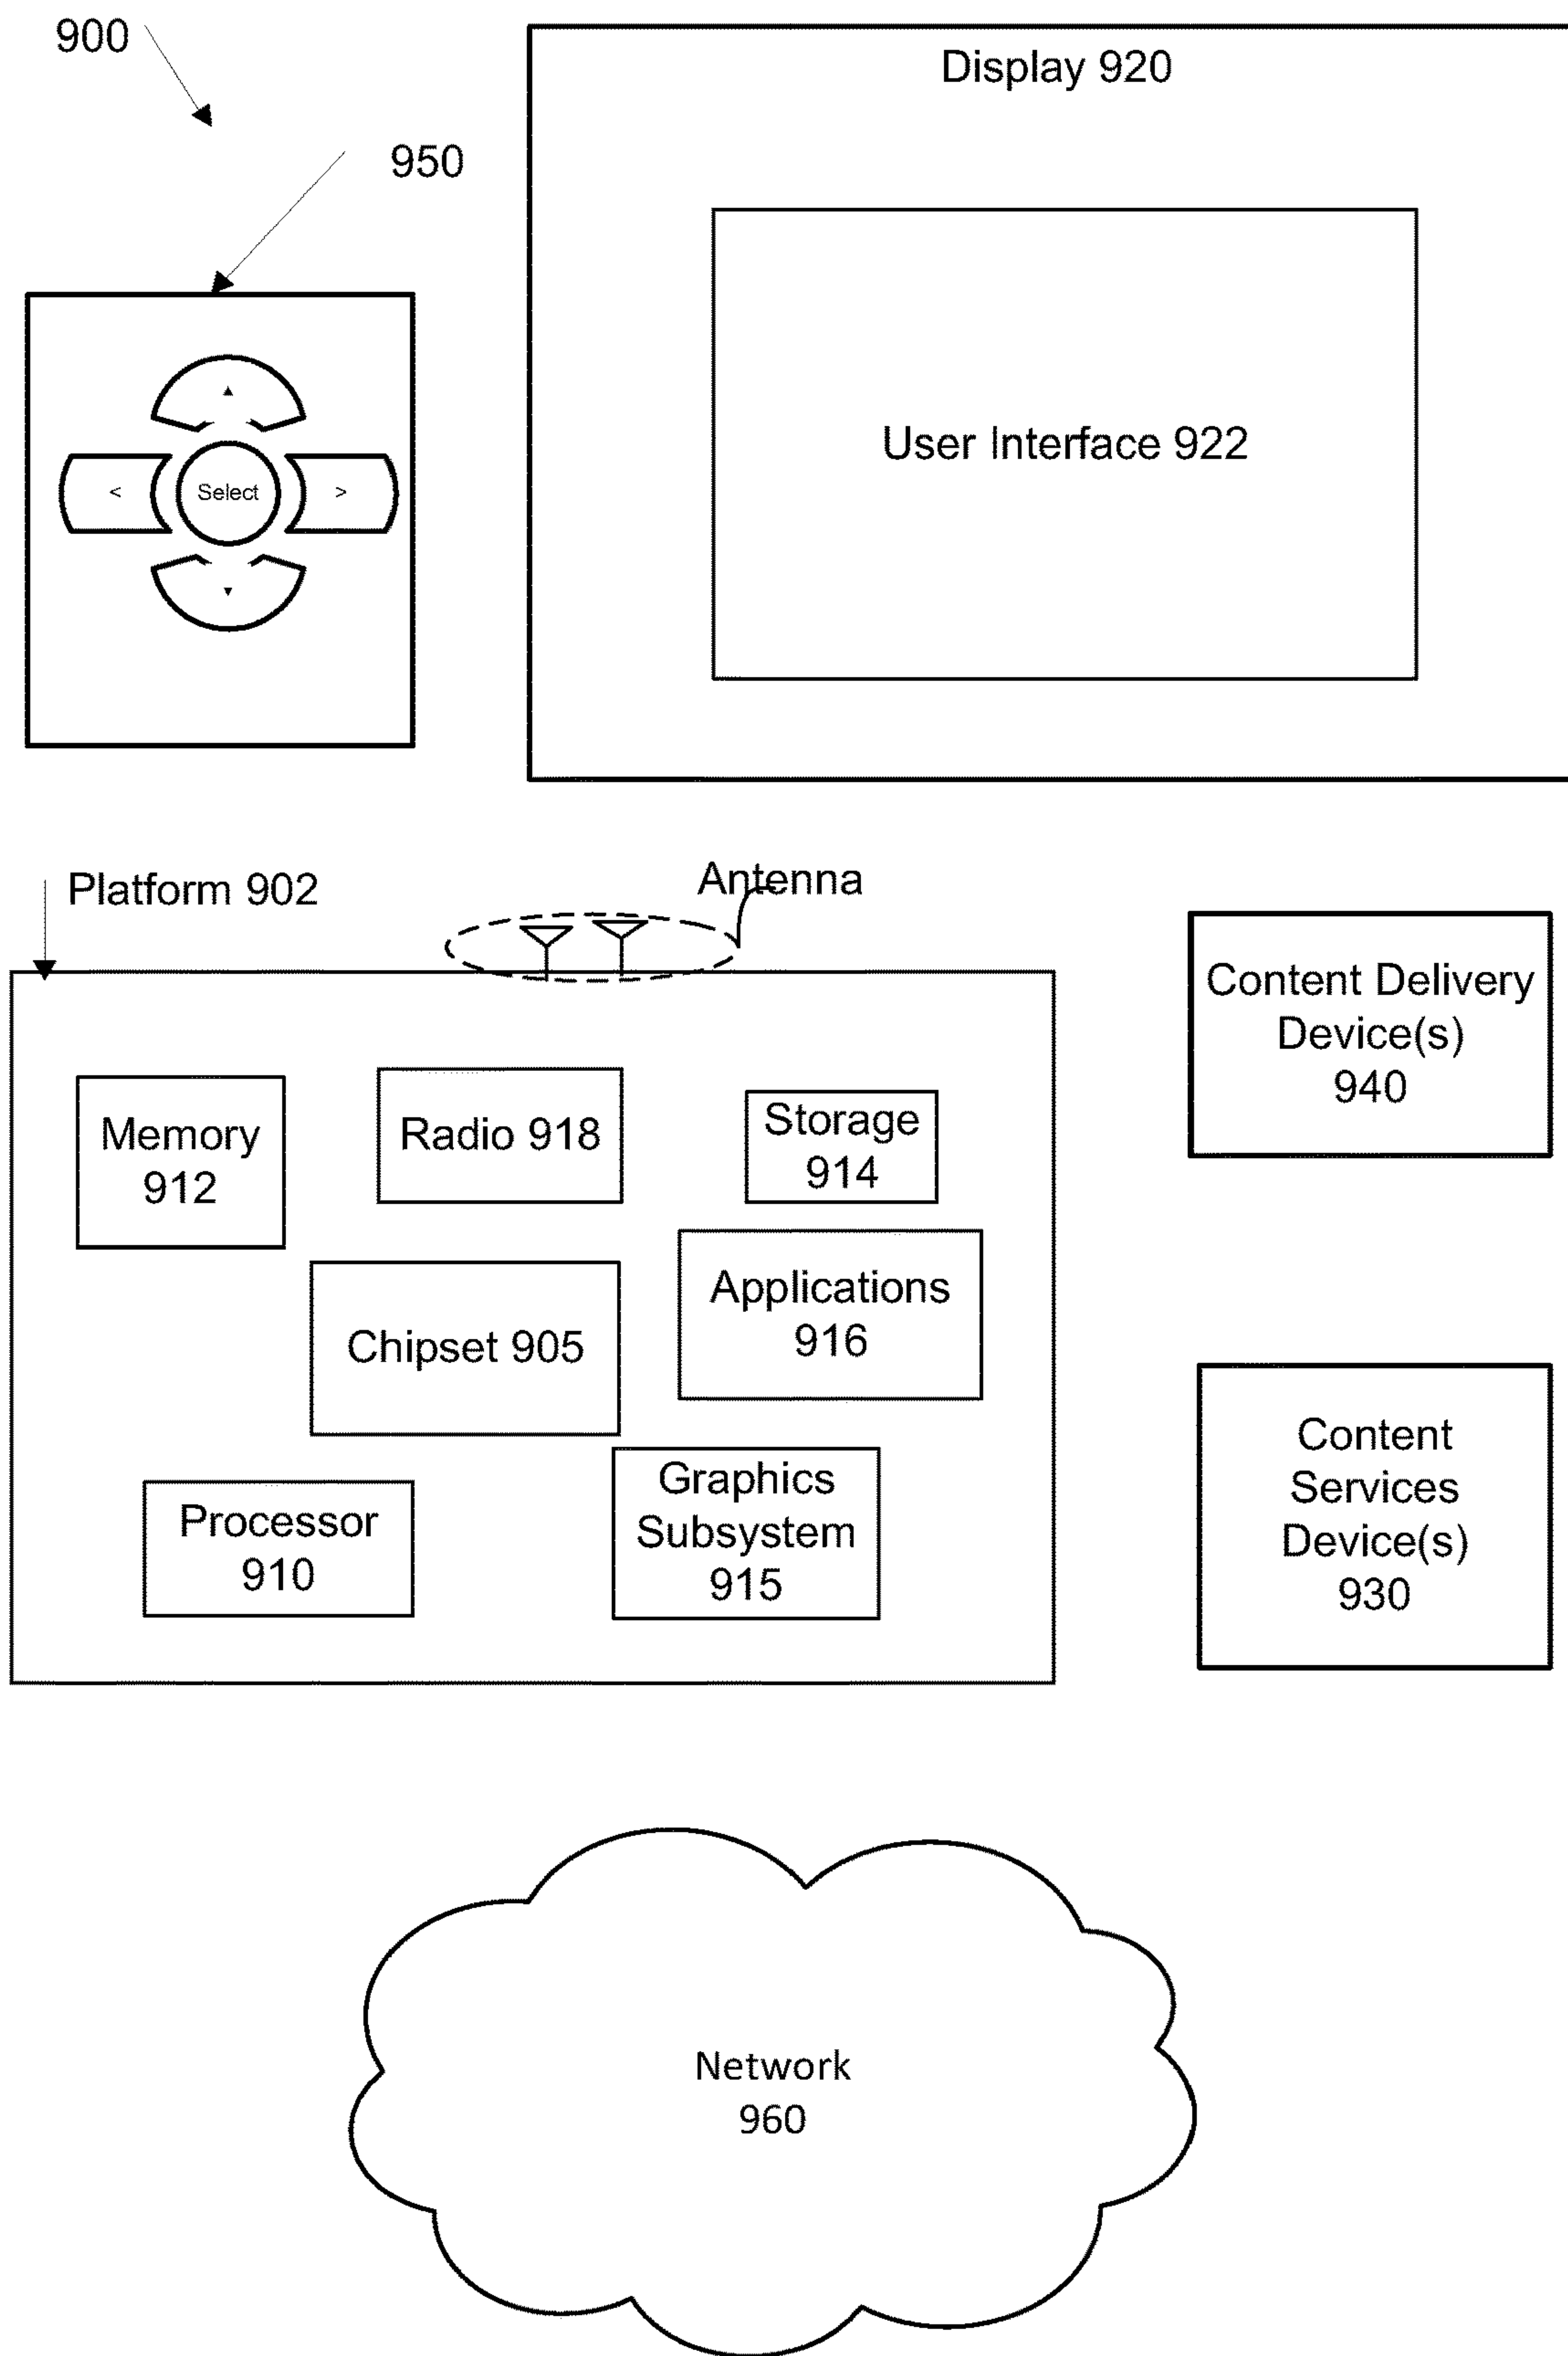 900
Display 920
950
User Interface 922
▲
<
Select
>
▼
Platform 902
Antenna
Content Delivery
Device(s)
940
Memory
912
Radio 918
Storage
914
Chipset 905
Applications
916
Content
Services
Device(s)
930
Processor
910
Graphics
Subsystem
915
Network
960